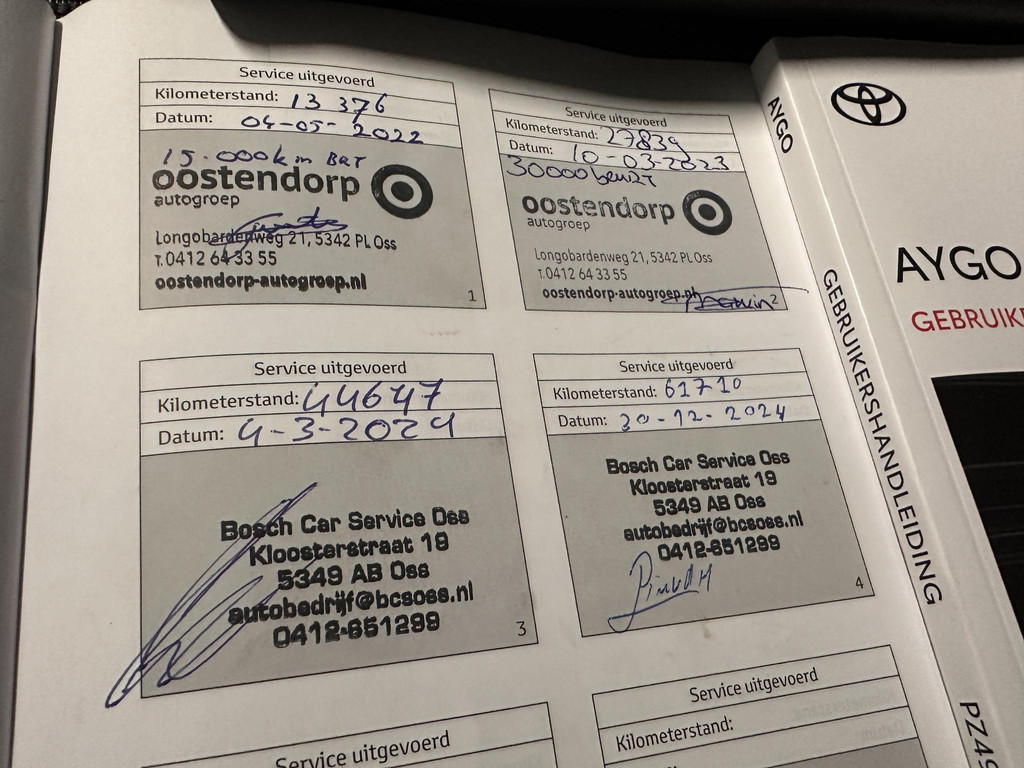 Service uitgevoerd
Kilometerstand: 13 376
Datum: 04-05-2022
15.000km BRT
oostendorp
autogroep
Longobardenweg 21, 5342 PL Oss
T.0412 64 33 55
oostendorp-autogroep.nl
1
Service uitgevoerd
Kilometerstand: 27839
Datum: 10-03-2023
30000 beurt
oostendorp
autogroep
Longobardenweg 21, 5342 PL Oss
T.0412 64 33 55
oostendorp-autogroep.nl
2
Service uitgevoerd
Kilometerstand: 44647
Datum: 4-3-2024
Bosch Car Service Oss
Kloosterstraat 19
5349 AB Oss
autobedrijf@bcsoss.nl
0412-651299
3
Service uitgevoerd
Kilometerstand: 61710
Datum: 30-12-2024
Bosch Car Service Oss
Kloosterstraat 19
5349 AB Oss
autobedrijf@bcsoss.nl
0412-651299
4
Service uitgevoerd
Service uitgevoerd
Kilometerstand:
AYGO
GEBRUIKERSHANDLEIDING
PZ49
AYGO
GEBRUIK